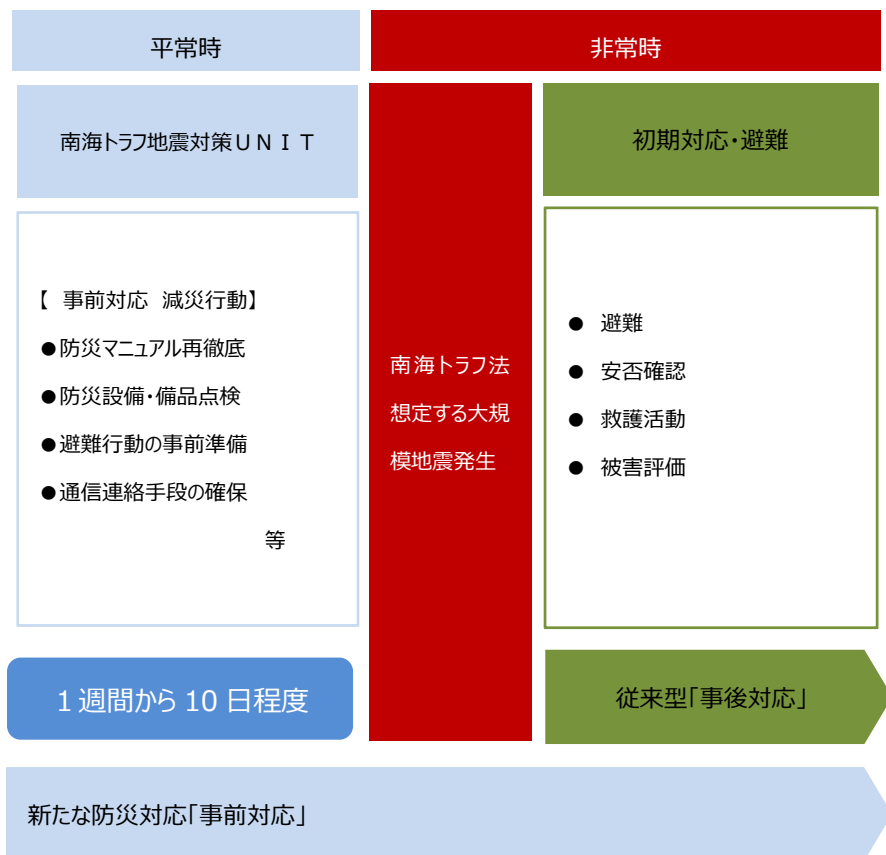 平常時
非常時
南海トラフ地震対策ＵＮＩＴ
初期対応・避難
【 事前対応 減災行動】
●防災マニュアル再徹底
●防災設備・備品点検
●避難行動の事前準備
●通信連絡手段の確保
等
南海トラフ法
想定する大規
模地震発生
● 避難
● 安否確認
● 救護活動
● 被害評価
1 週間から 10 日程度
従来型「事後対応」
新たな防災対応「事前対応」